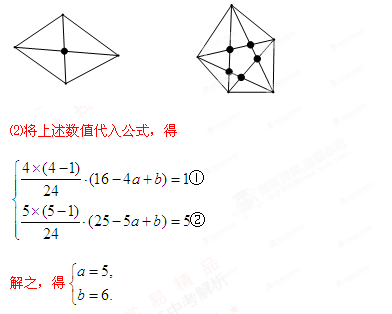 ⑵将上述数值代入公式，得
4×(4−1)/24·(16−4a+b)=1①
5×(5−1)/24·(25−5a+b)=5②
解之，得{a=5,
b=6.